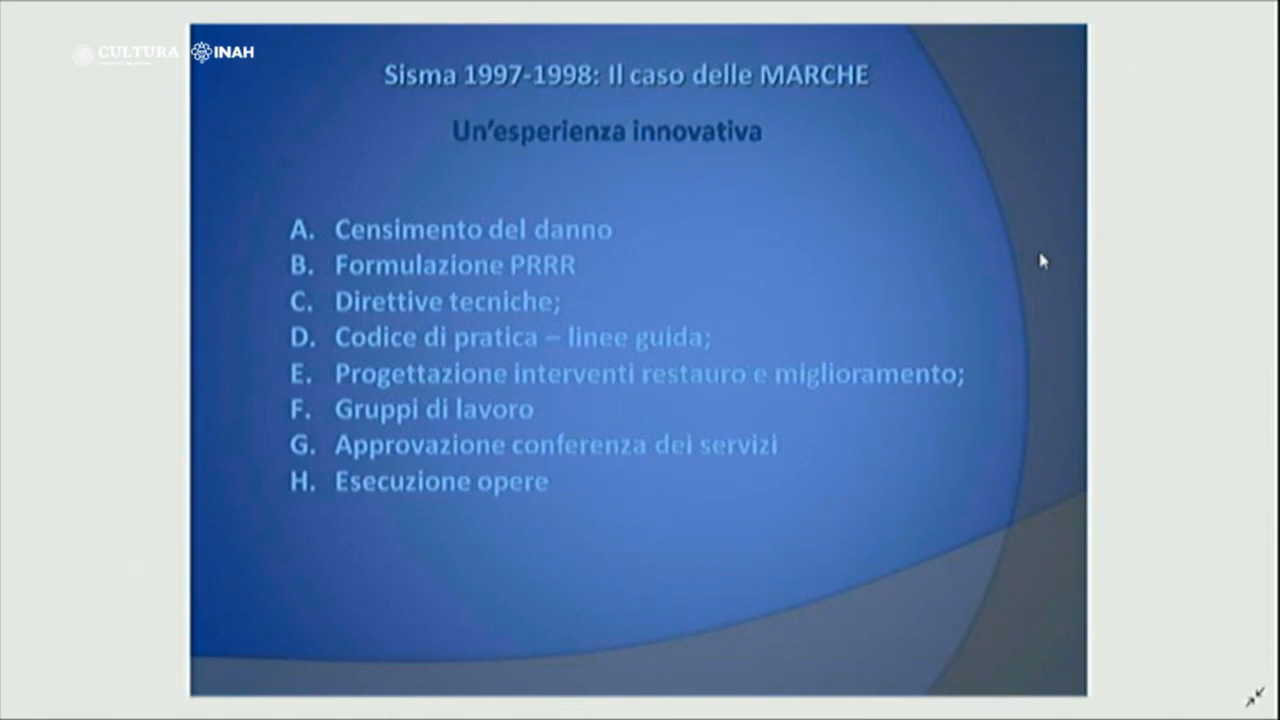 CULTURA INAH
Sisma 1997-1998: Il caso delle MARCHE
Un'esperienza innovativa
A. Censimento del danno
B. Formulazione PRRR
C. Direttive tecniche;
D. Codice di pratica – linee guida;
E. Progettazione interventi restauro e miglioramento;
F. Gruppi di lavoro
G. Approvazione conferenza dei servizi
H. Esecuzione opere